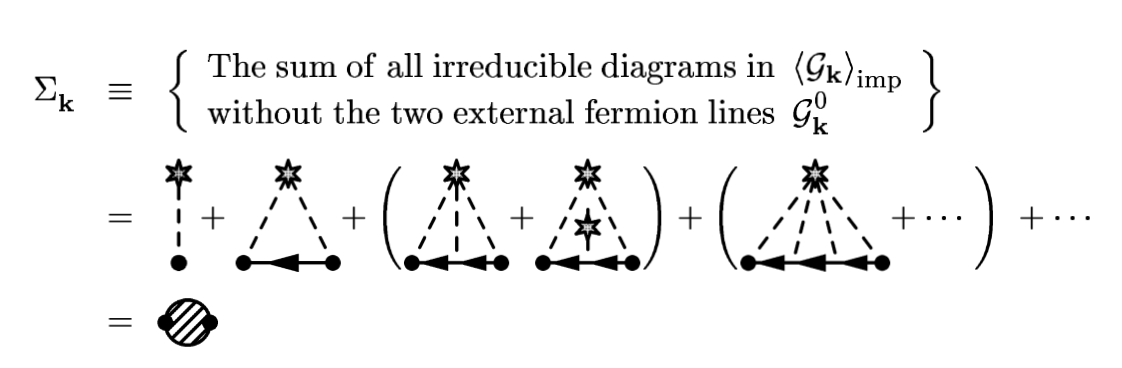 Σ_𝐤 ≡ { The sum of all irreducible diagrams in ⟨𝒢_𝐤⟩_imp
without the two external fermion lines 𝒢⁰_𝐤 }
= + + ( + ) + ( + ··· ) + ···
=